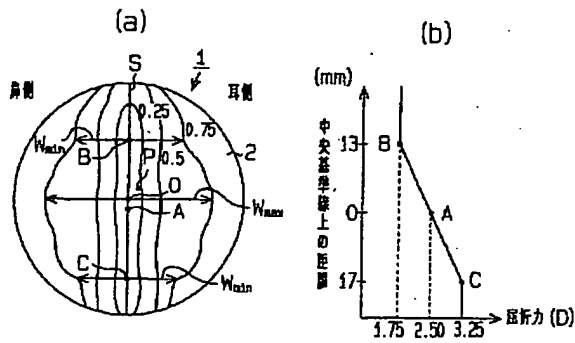 (a)
(b)
S
1
鼻側
耳側
0.25
0.75
Wmin
B
P
0.5
2
O
A
Wmax
C
Wmin
(mm)
中央基準線上の距離
13
B
0
A
17
C
1.75 2.50 3.25
屈折力 (D)